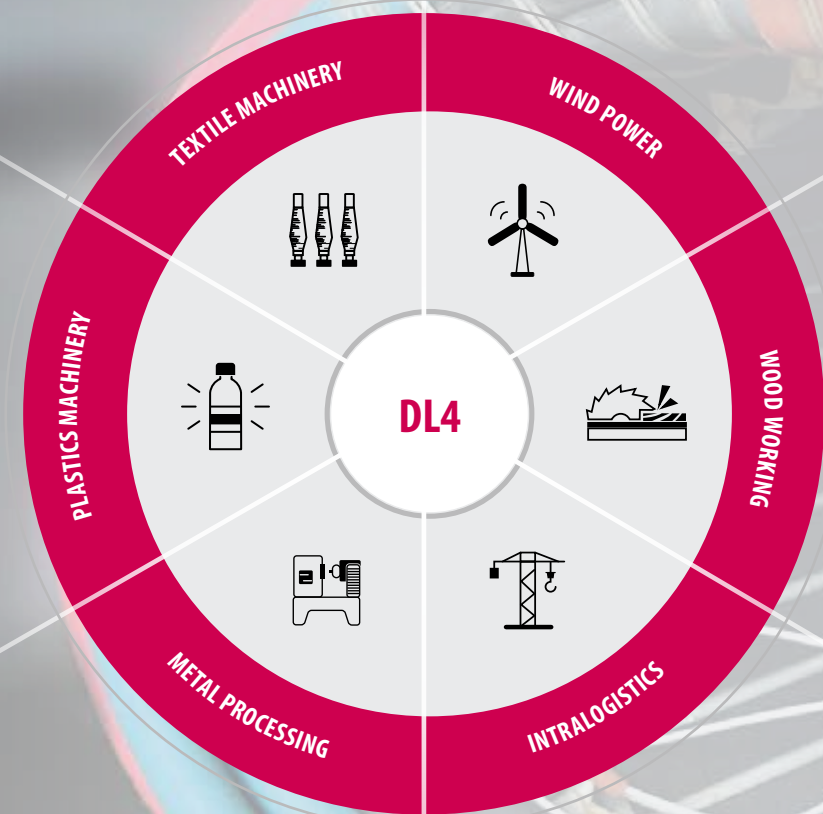 TEXTILE MACHINERY
WIND POWER
PLASTICS MACHINERY
DL4
WOOD WORKING
METAL PROCESSING
INTRALOGISTICS